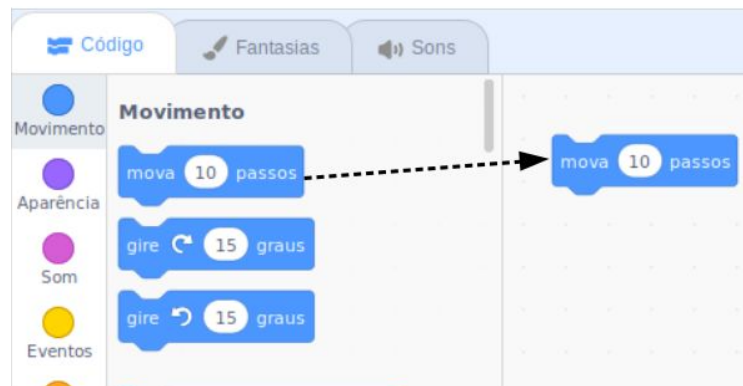 Código
Fantasias
Sons
Movimento
Aparência
Som
Eventos
Movimento
mova 10 passos
gire 15 graus
gire 15 graus
mova 10 passos